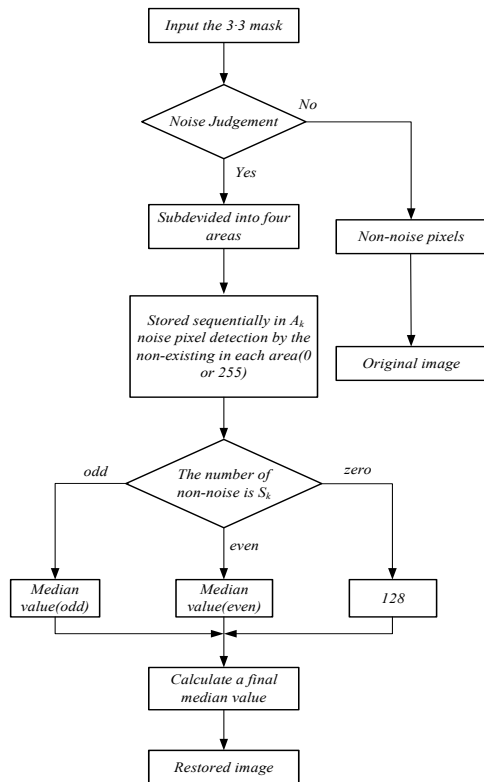 Input the 3·3 mask
No
Noise Judgement
Yes
Subdevided into four
areas
Non-noise pixels
Stored sequentially in Aₖ
noise pixel detection by the
non-existing in each area(0
or 255)
Original image
odd
The number of
non-noise is Sₖ
zero
even
Median
value(odd)
Median
value(even)
128
Calculate a final
median value
Restored image